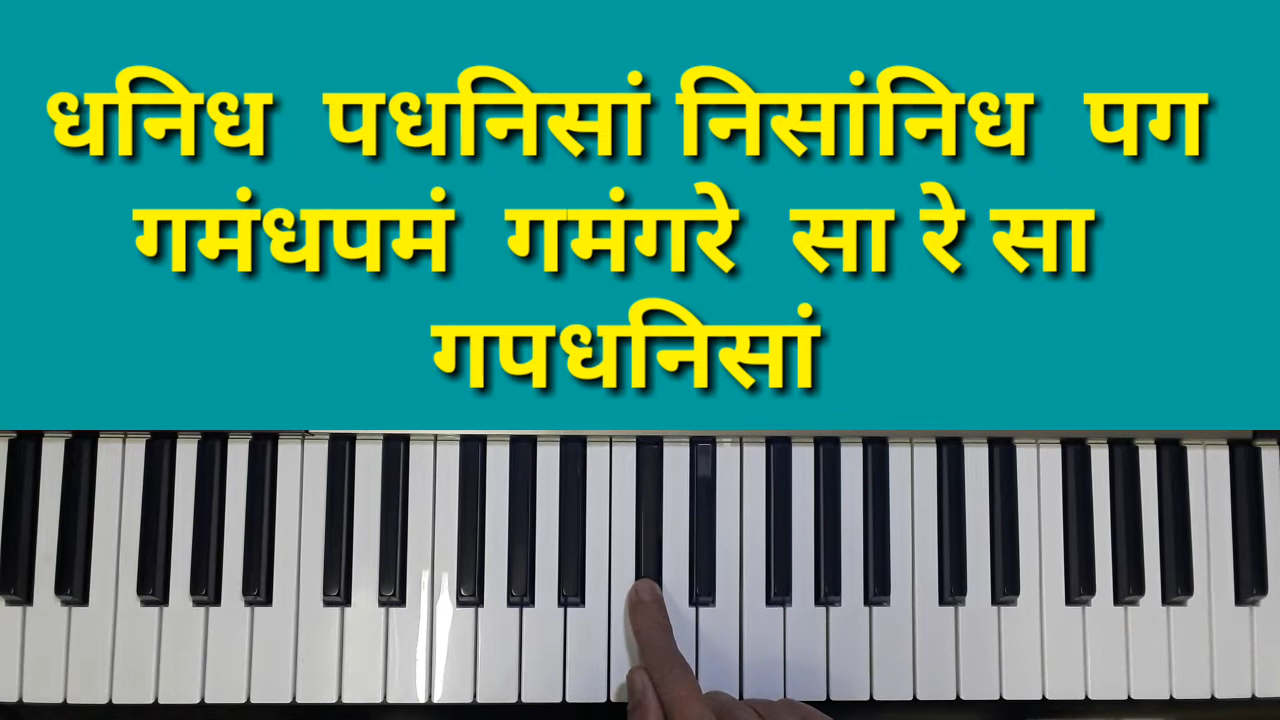 धनिध पधनिसां निसांनिध पग
गमंधपमं गमंगरे सा रे सा
गपधनिसां